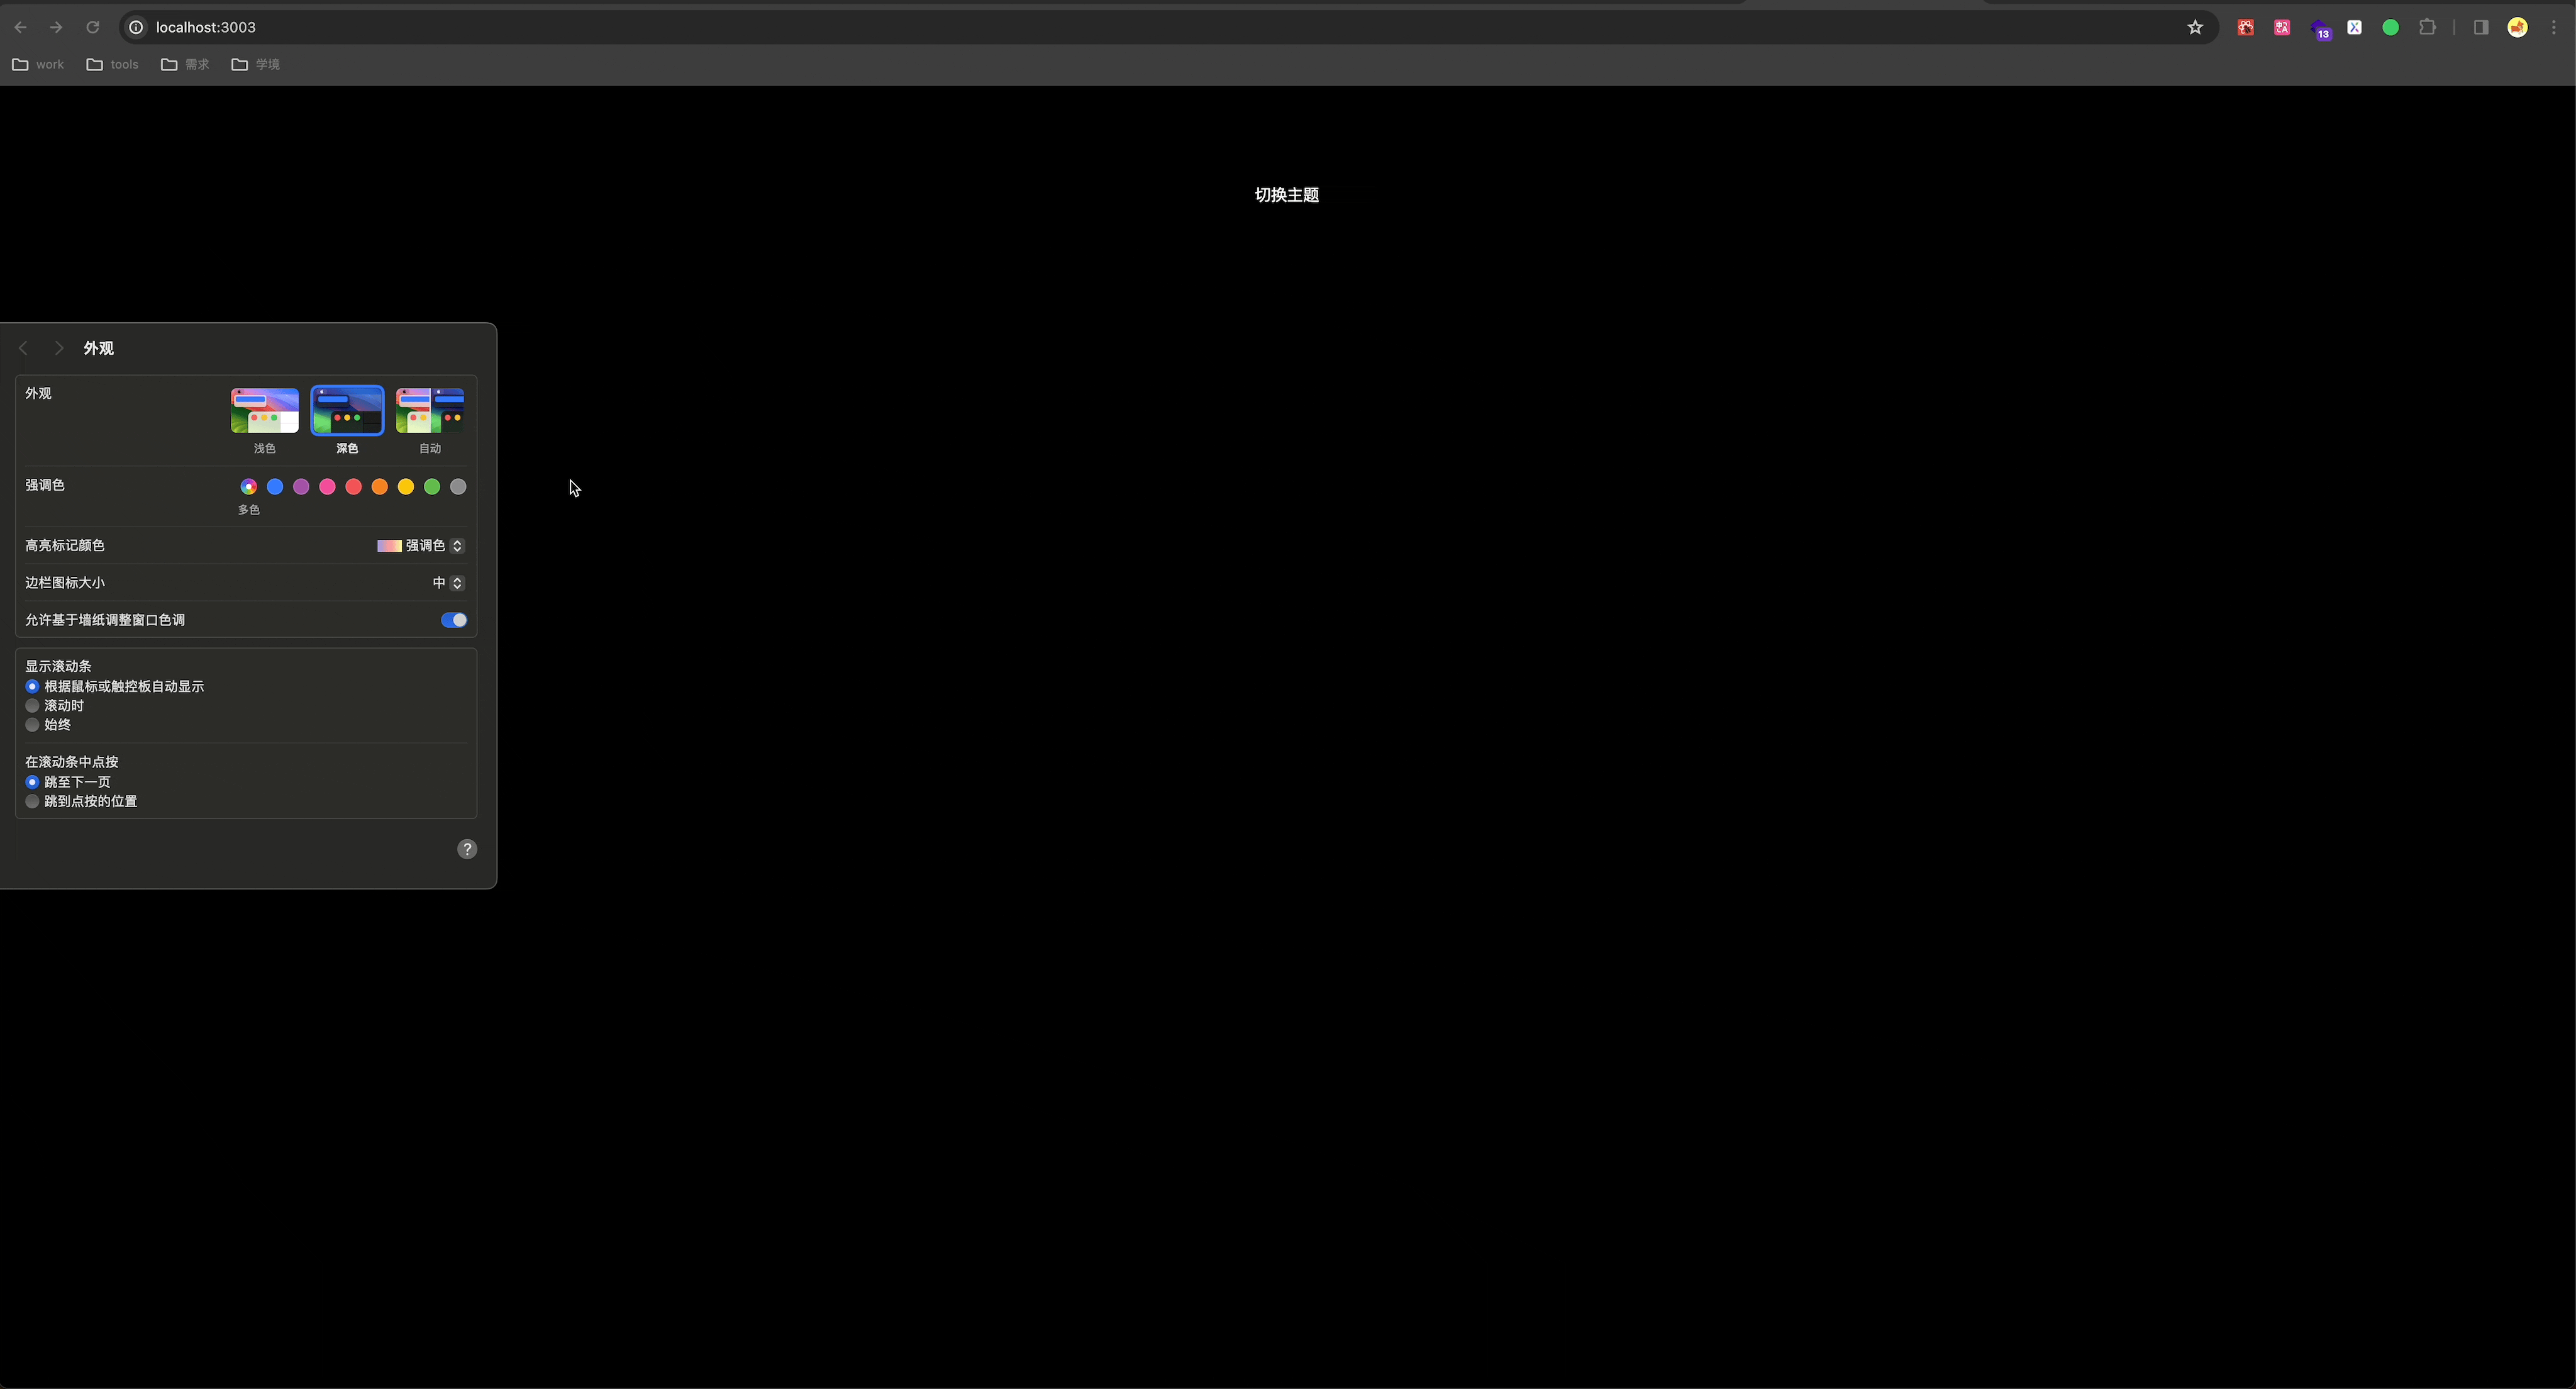 localhost:3003
13
work
tools
需求
学境
切换主题
外观
外观
浅色
深色
自动
强调色
多色
高亮标记颜色
强调色
边栏图标大小
中
允许基于墙纸调整窗口色调
显示滚动条
根据鼠标或触控板自动显示
滚动时
始终
在滚动条中点按
跳至下一页
跳到点按的位置
?